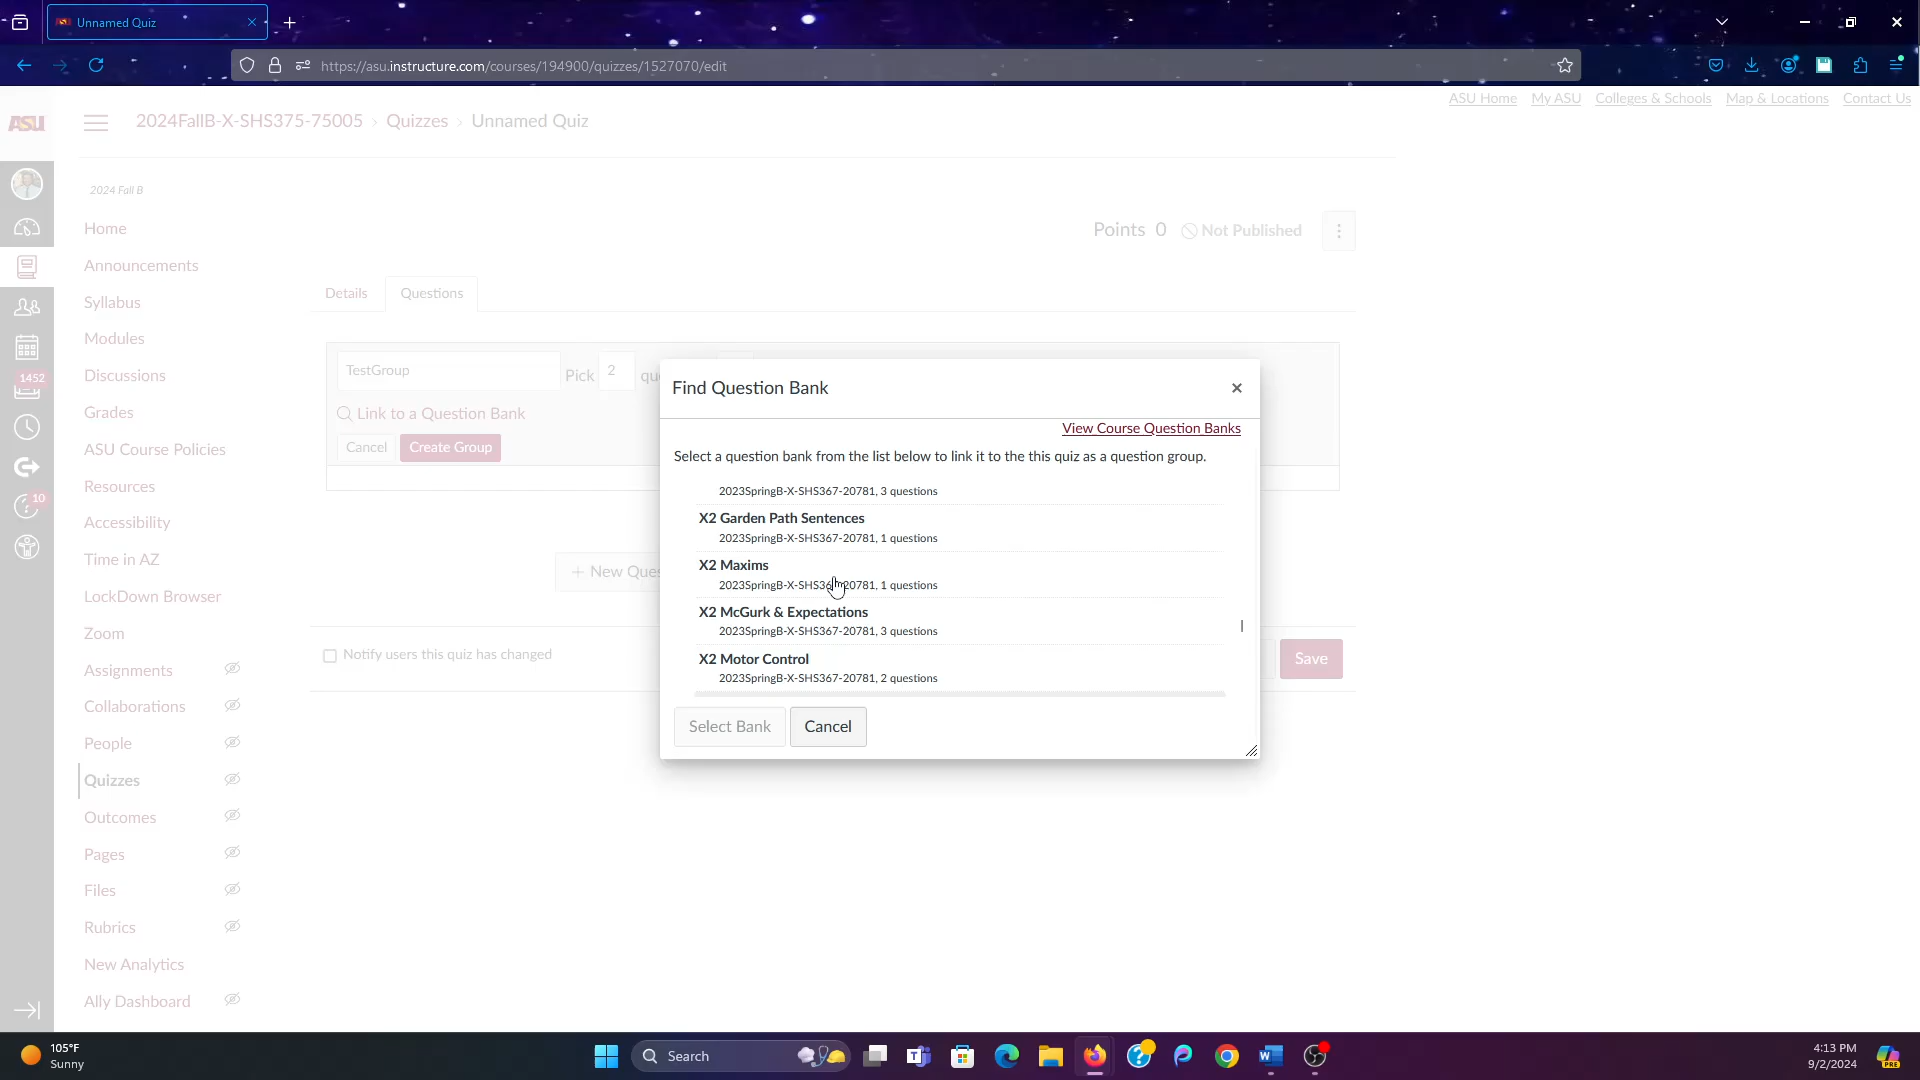 Unnamed Quiz
https://asu.instructure.com/courses/194900/quizzes/1527070/edit
ASU Home My ASU Colleges & Schools Map & Locations Contact Us
ASU
2024FallB-X-SHS375-75005 › Quizzes › Unnamed Quiz
2024 Fall B
Home
Announcements
Syllabus
Modules
Discussions
Grades
ASU Course Policies
Resources
Accessibility
Time in AZ
LockDown Browser
Zoom
Assignments
Collaborations
People
Quizzes
Outcomes
Pages
Files
Rubrics
New Analytics
Ally Dashboard
1452
10
Points 0 Not Published
Details Questions
TestGroup Pick 2
Link to a Question Bank
Cancel Create Group
+ New
Notify users this quiz has changed
Save
Find Question Bank
View Course Question Banks
Select a question bank from the list below to link it to the this quiz as a question group.
2023SpringB-X-SHS367-20781, 3 questions
X2 Garden Path Sentences
2023SpringB-X-SHS367-20781, 1 questions
X2 Maxims
2023SpringB-X-SHS367-20781, 1 questions
X2 McGurk & Expectations
2023SpringB-X-SHS367-20781, 3 questions
X2 Motor Control
2023SpringB-X-SHS367-20781, 2 questions
Select Bank Cancel
105°F
Sunny
Search
4:13 PM
9/2/2024
PRE